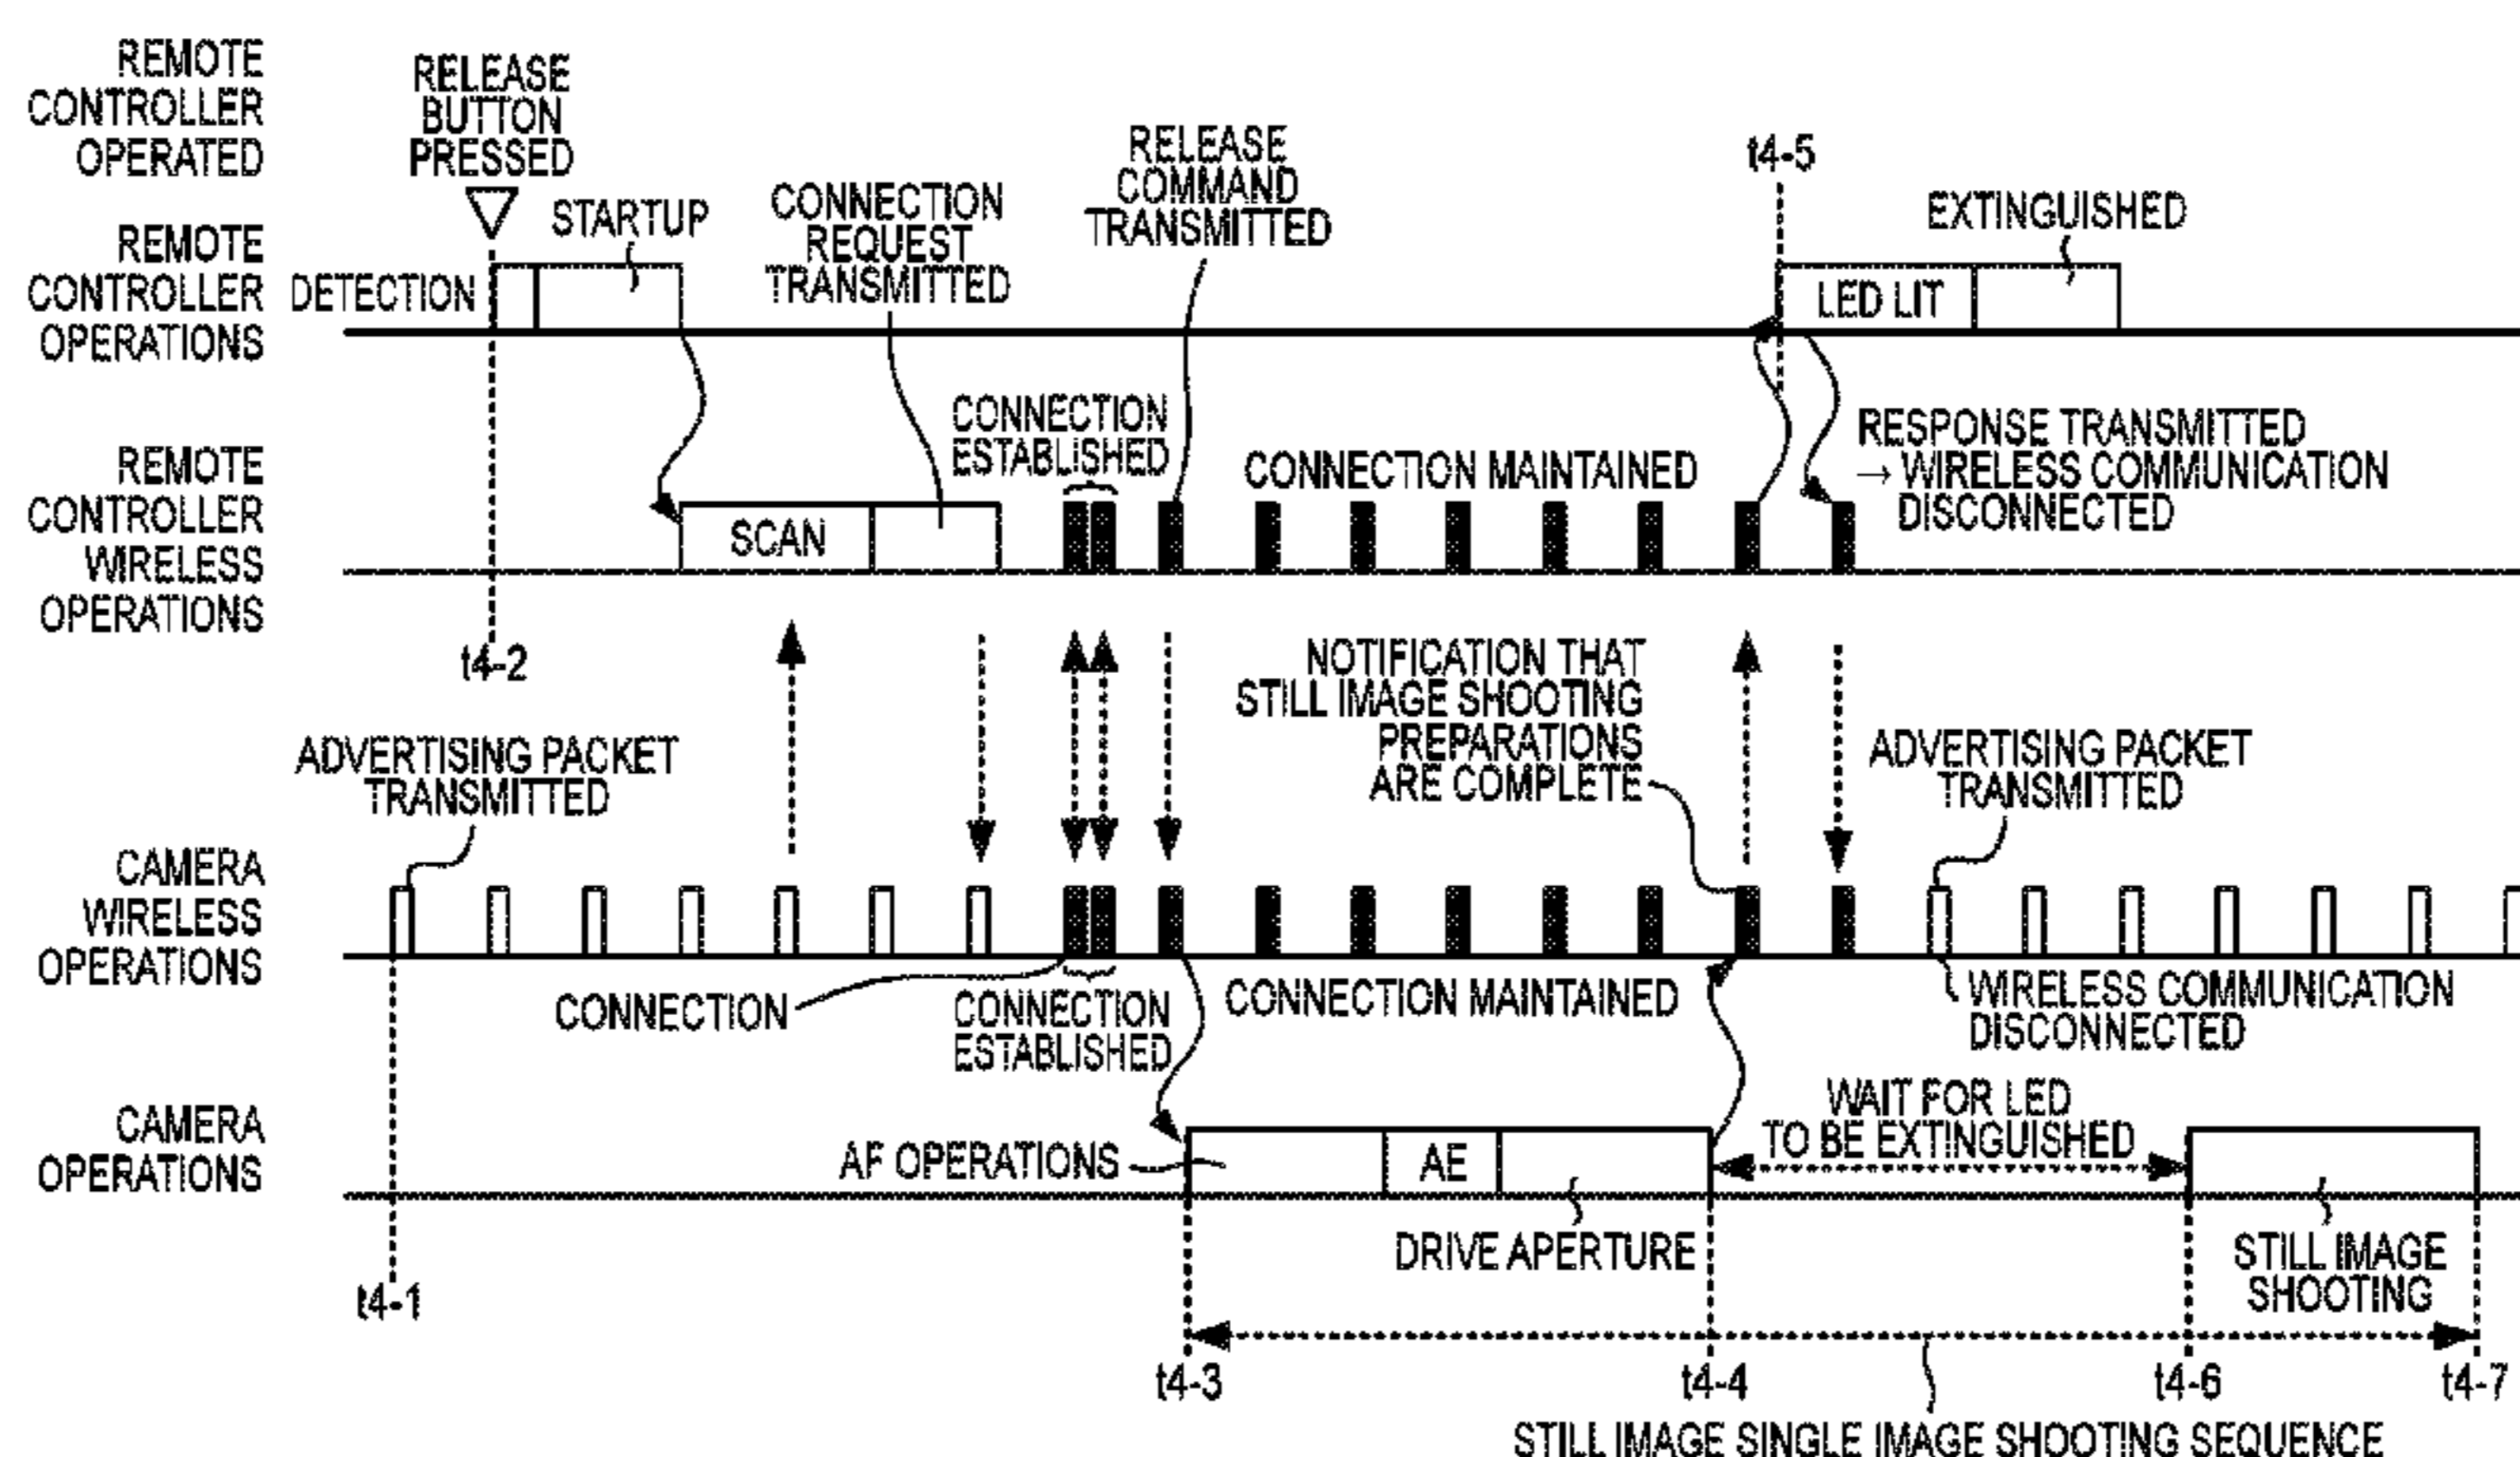 REMOTE
CONTROLLER
OPERATED
RELEASE
BUTTON
PRESSED
RELEASE
COMMAND
TRANSMITTED
t4-5
REMOTE
CONTROLLER
OPERATIONS
DETECTION
STARTUP
CONNECTION
REQUEST
TRANSMITTED
LED LIT
EXTINGUISHED
REMOTE
CONTROLLER
WIRELESS
OPERATIONS
SCAN
CONNECTION
ESTABLISHED
CONNECTION MAINTAINED
RESPONSE TRANSMITTED
→ WIRELESS COMMUNICATION
DISCONNECTED
t4-2
NOTIFICATION THAT
STILL IMAGE SHOOTING
PREPARATIONS
ARE COMPLETE
ADVERTISING PACKET
TRANSMITTED
ADVERTISING PACKET
TRANSMITTED
CAMERA
WIRELESS
OPERATIONS
CONNECTION
CONNECTION
ESTABLISHED
CONNECTION MAINTAINED
WIRELESS COMMUNICATION
DISCONNECTED
CAMERA
OPERATIONS
AF OPERATIONS
AE
DRIVE APERTURE
WAIT FOR LED
TO BE EXTINGUISHED
STILL IMAGE
SHOOTING
t4-1
t4-3
t4-4
t4-6
t4-7
STILL IMAGE SINGLE IMAGE SHOOTING SEQUENCE